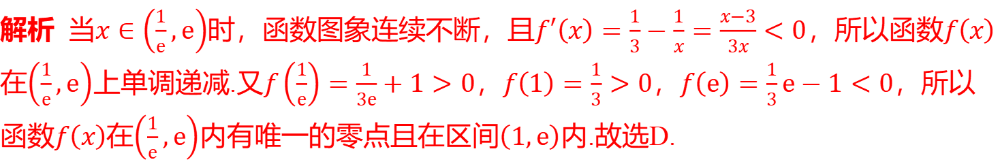 解析 当$x\in\left(\frac{1}{\mathrm{e}},\mathrm{e}\right)$时，函数图象连续不断，且$f'(x)=\frac{1}{3}-\frac{1}{x}=\frac{x-3}{3x}<0$，所以函数$f(x)$
在$\left(\frac{1}{\mathrm{e}},\mathrm{e}\right)$上单调递减.又$f\left(\frac{1}{\mathrm{e}}\right)=\frac{1}{3\mathrm{e}}+1>0$，$f(1)=\frac{1}{3}>0$，$f(\mathrm{e})=\frac{1}{3}\mathrm{e}-1<0$，所以
函数$f(x)$在$\left(\frac{1}{\mathrm{e}},\mathrm{e}\right)$内有唯一的零点且在区间$(1,\mathrm{e})$内.故选D.